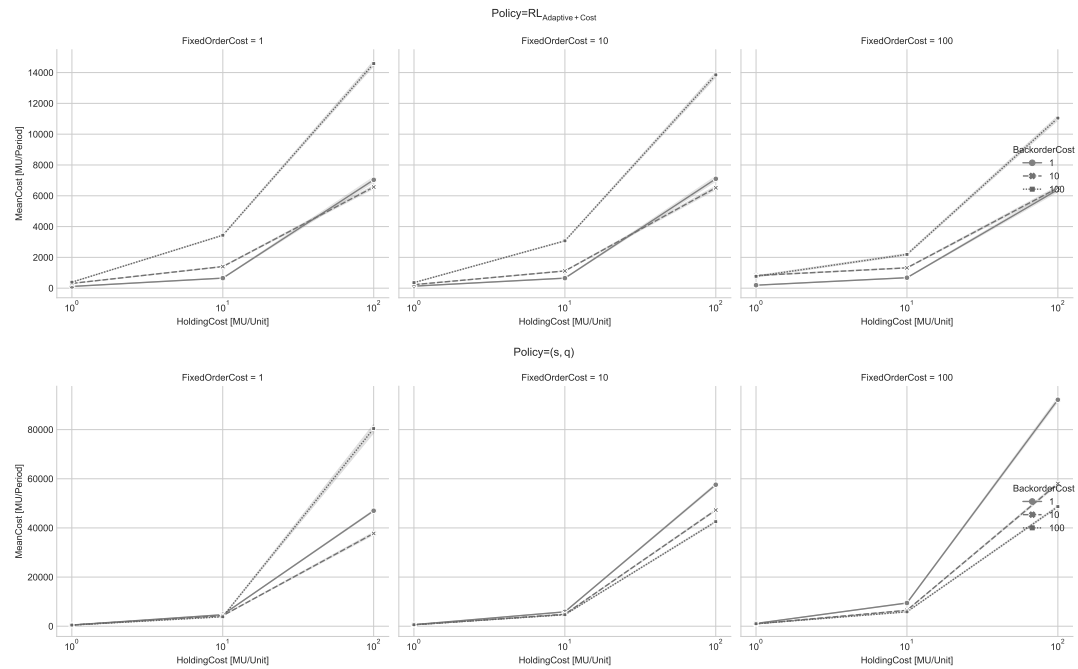 Policy=RL_Adaptive+Cost
FixedOrderCost = 1
FixedOrderCost = 10
FixedOrderCost = 100
14000
12000
10000
8000
6000
4000
2000
0
MeanCost [MU/Period]
BackorderCost
1
10
100
10^0
10^1
10^2
10^0
10^1
10^2
10^0
10^1
10^2
HoldingCost [MU/Unit]
HoldingCost [MU/Unit]
HoldingCost [MU/Unit]
Policy=(s, q)
FixedOrderCost = 1
FixedOrderCost = 10
FixedOrderCost = 100
80000
60000
40000
20000
0
MeanCost [MU/Period]
BackorderCost
1
10
100
10^0
10^1
10^2
10^0
10^1
10^2
10^0
10^1
10^2
HoldingCost [MU/Unit]
HoldingCost [MU/Unit]
HoldingCost [MU/Unit]